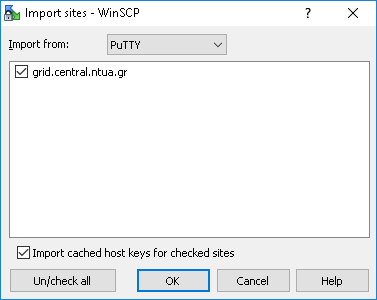 Import sites - WinSCP
?
Import from:
PuTTY
grid.central.ntua.gr
Import cached host keys for checked sites
Un/check all
OK
Cancel
Help